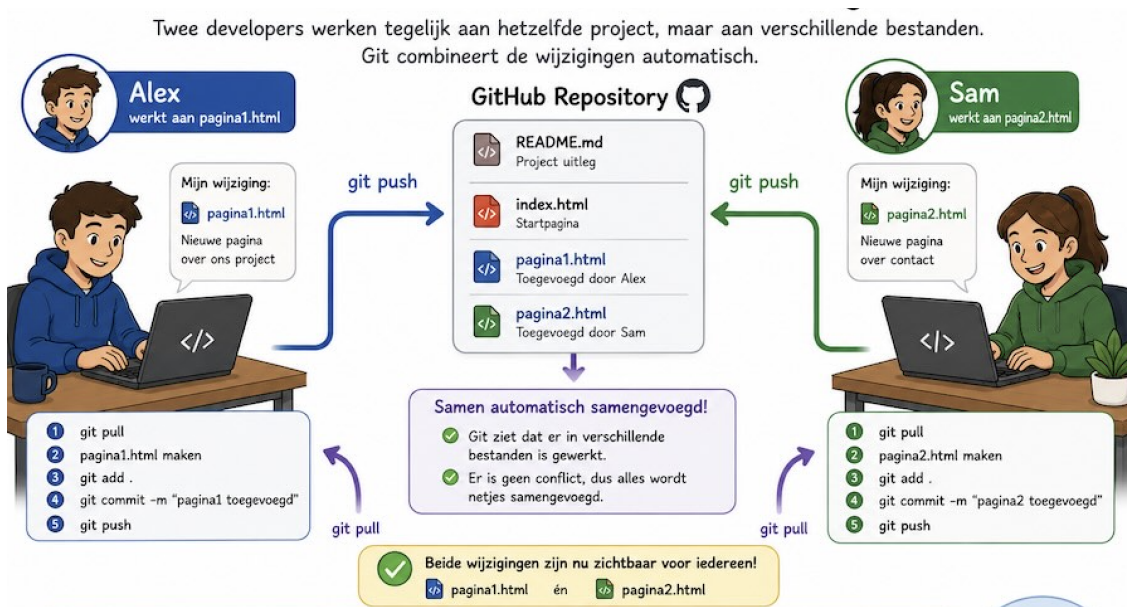 Twee developers werken tegelijk aan hetzelfde project, maar aan verschillende bestanden.
Git combineert de wijzigingen automatisch.
Alex
werkt aan pagina1.html
Mijn wijziging:
</> pagina1.html
Nieuwe pagina
over ons project
</>
git push
1 git pull
2 pagina1.html maken
3 git add .
4 git commit -m “pagina1 toegevoegd”
5 git push
GitHub Repository
</> README.md
Project uitleg
</> index.html
Startpagina
</> pagina1.html
Toegevoegd door Alex
</> pagina2.html
Toegevoegd door Sam
Samen automatisch samengevoegd!
Git ziet dat er in verschillende
bestanden is gewerkt.
Er is geen conflict, dus alles wordt
netjes samengevoegd.
git pull
git pull
Sam
werkt aan pagina2.html
git push
Mijn wijziging:
</> pagina2.html
Nieuwe pagina
over contact
</>
1 git pull
2 pagina2.html maken
3 git add .
4 git commit -m “pagina2 toegevoegd”
5 git push
Beide wijzigingen zijn nu zichtbaar voor iedereen!
</> pagina1.html én </> pagina2.html